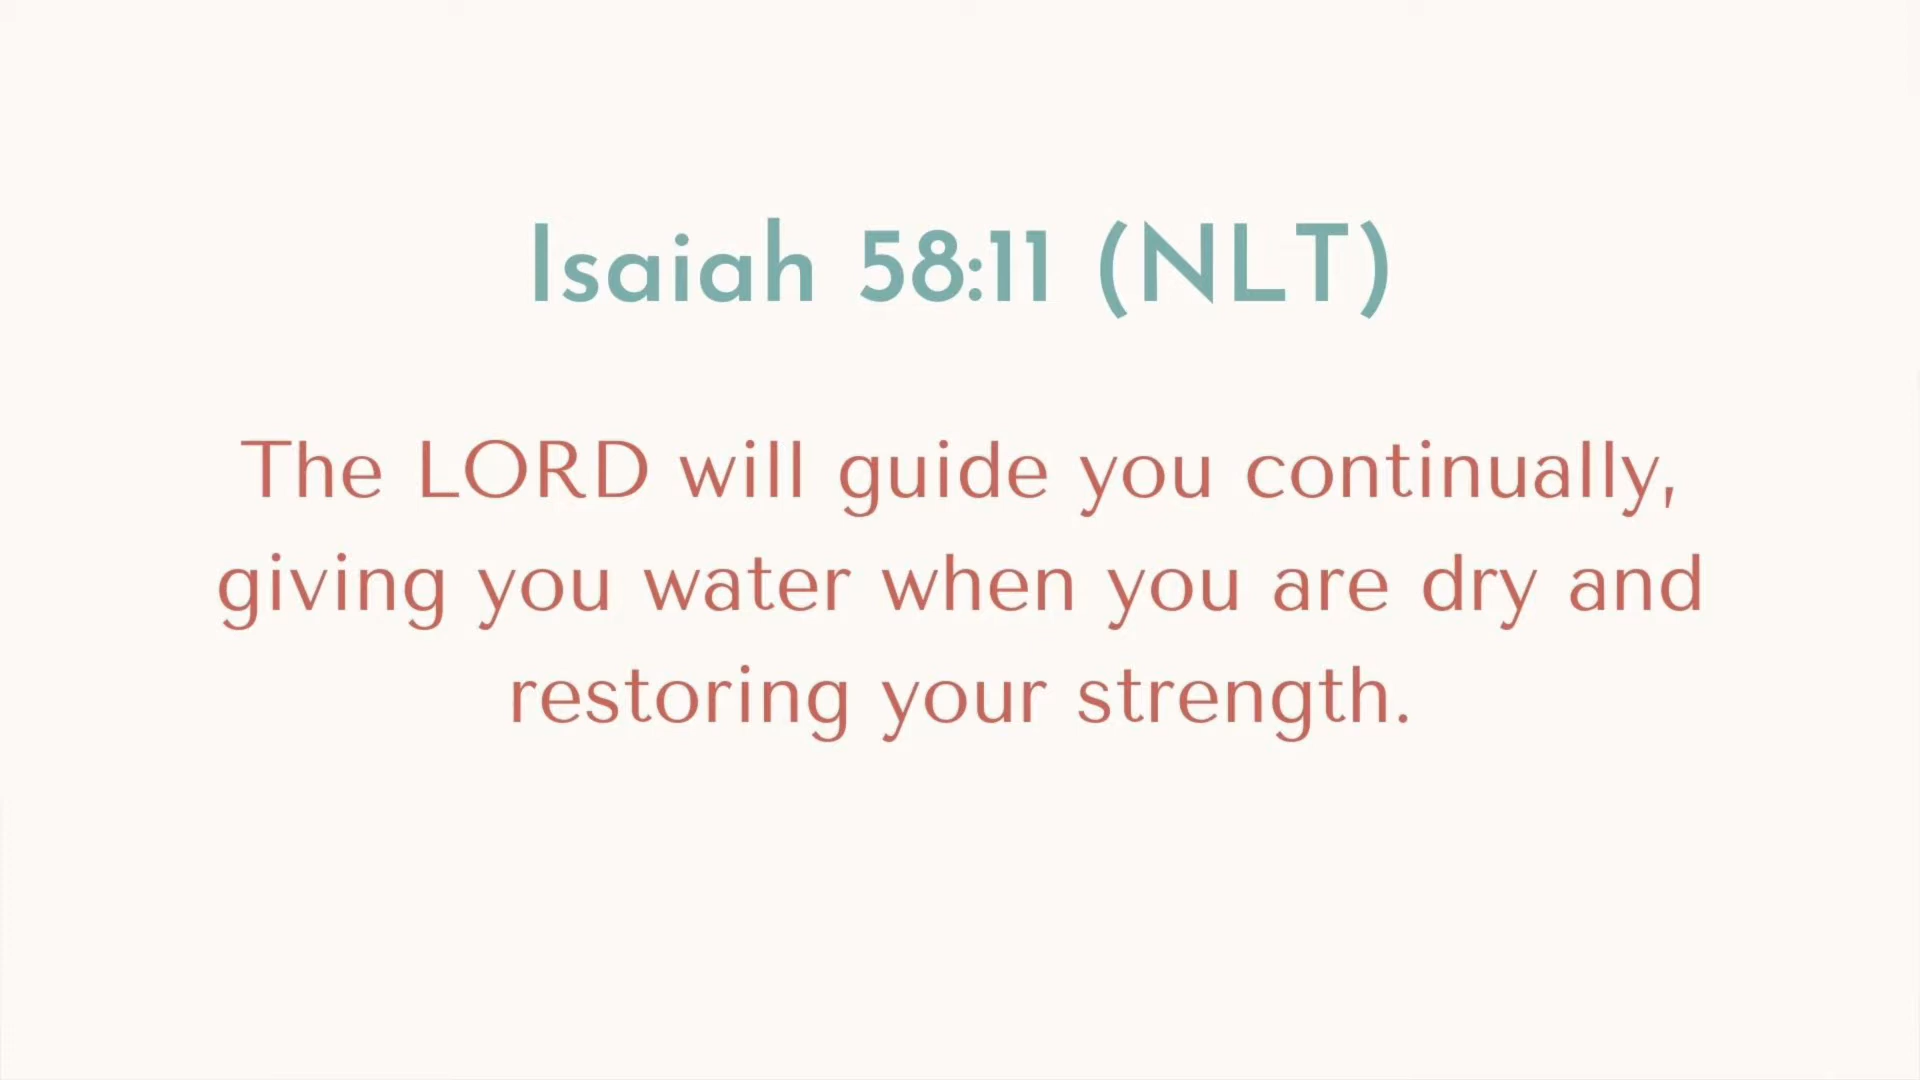 Isaiah 58:11 (NLT)
The LORD will guide you continually,
giving you water when you are dry and
restoring your strength.